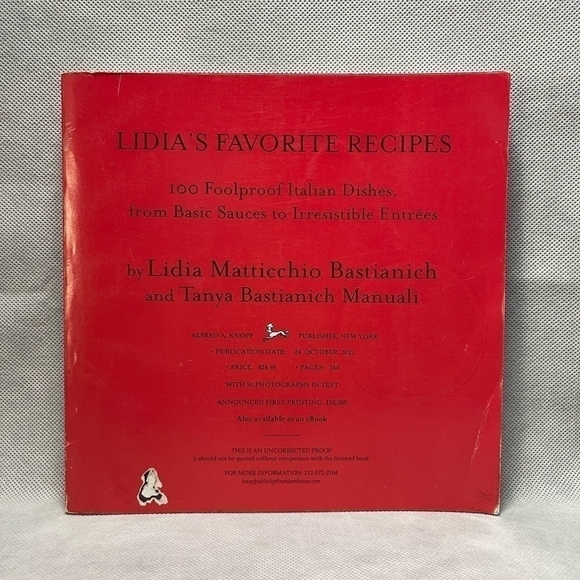 LIDIA'S FAVORITE RECIPES
100 Foolproof Italian Dishes,
from Basic Sauces to Irresistible Entrées
by Lidia Matticchio Bastianich
and Tanya Bastianich Manuali
ALFRED A. KNOPF PUBLISHER, NEW YORK
• PUBLICATION DATE: 24 OCTOBER 2012
• PRICE: $24.95 • PAGES: 240
WITH 50 PHOTOGRAPHS IN TEXT
ANNOUNCED FIRST PRINTING: 150,000
Also available as an eBook
THIS IS AN UNCORRECTED PROOF
It should not be quoted without comparison with the finished book
FOR MORE INFORMATION: 212-572-2104
knopfpublicity@randomhouse.com